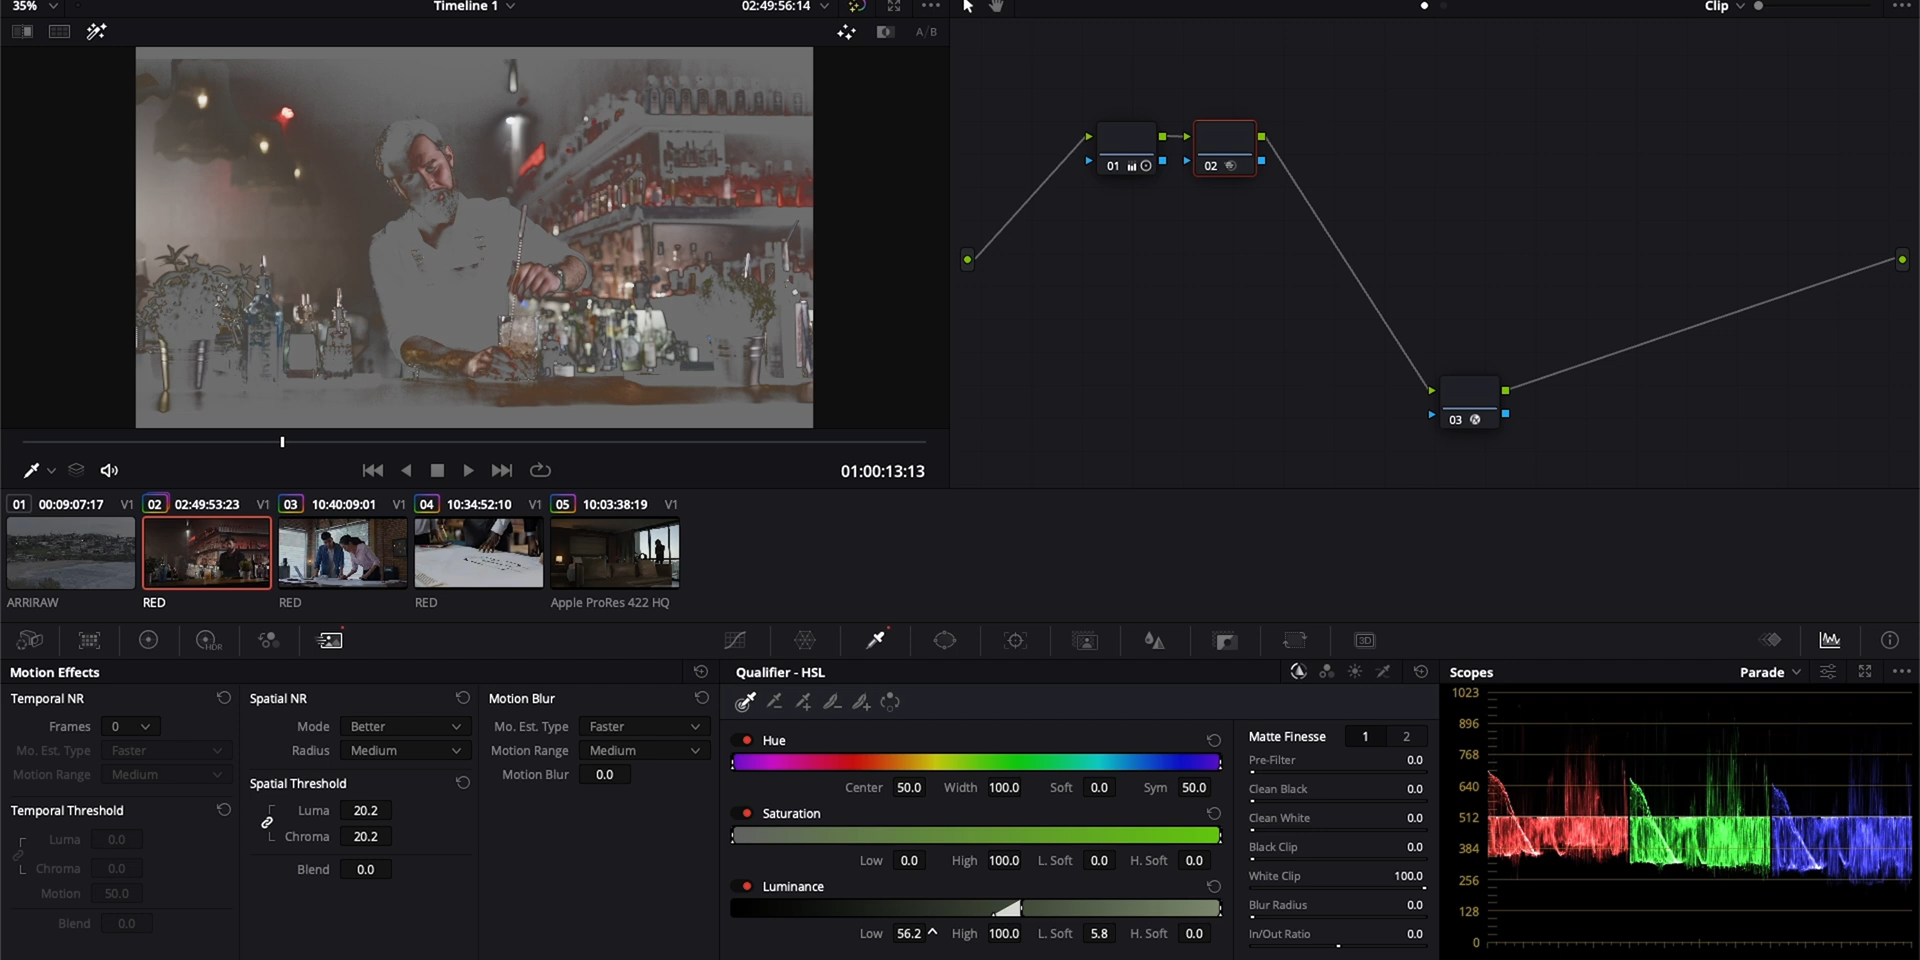 35% Timeline 1 02:49:56:14 Clip
A/B
01 02
03
01:00:13:13
01 00:09:07:17 V1 02 02:49:53:23 V1 03 10:40:09:01 V1 04 10:34:52:10 V1 05 10:03:38:19 V1
ARRIRAW RED RED RED Apple ProRes 422 HQ
HDR 3D
Motion Effects
Temporal NR
Frames 0
Mo. Est. Type Faster
Motion Range Medium
Temporal Threshold
Luma 0.0
Chroma 0.0
Motion 50.0
Blend 0.0
Spatial NR
Mode Better
Radius Medium
Spatial Threshold
Luma 20.2
Chroma 20.2
Blend 0.0
Motion Blur
Mo. Est. Type Faster
Motion Range Medium
Motion Blur 0.0
Qualifier - HSL
Hue
Center 50.0 Width 100.0 Soft 0.0 Sym 50.0
Saturation
Low 0.0 High 100.0 L. Soft 0.0 H. Soft 0.0
Luminance
Low 56.2 High 100.0 L. Soft 5.8 H. Soft 0.0
Matte Finesse 1 2
Pre-Filter 0.0
Clean Black 0.0
Clean White 0.0
Black Clip 0.0
White Clip 100.0
Blur Radius 0.0
In/Out Ratio 0.0
Scopes Parade
1023
896
768
640
512
384
256
128
0